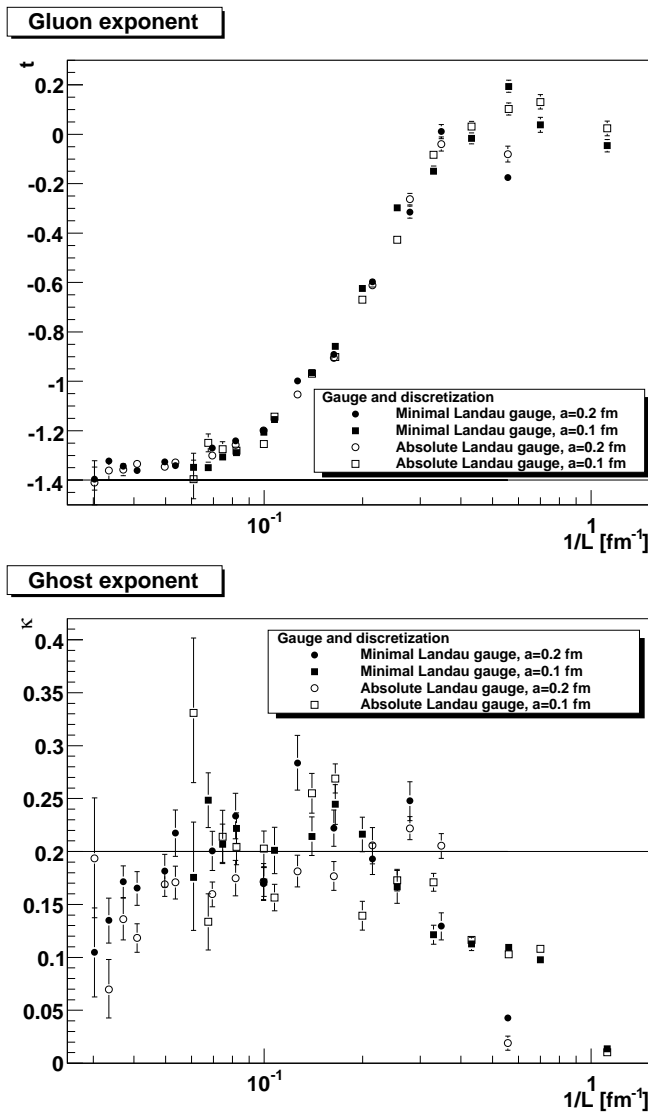 Gluon exponent
t
0.2
0
-0.2
-0.4
-0.6
-0.8
-1
-1.2
-1.4
Gauge and discretization
Minimal Landau gauge, a=0.2 fm
Minimal Landau gauge, a=0.1 fm
Absolute Landau gauge, a=0.2 fm
Absolute Landau gauge, a=0.1 fm
10⁻¹ 1
1/L [fm⁻¹]
Ghost exponent
κ
0.4
0.35
0.3
0.25
0.2
0.15
0.1
0.05
0
Gauge and discretization
Minimal Landau gauge, a=0.2 fm
Minimal Landau gauge, a=0.1 fm
Absolute Landau gauge, a=0.2 fm
Absolute Landau gauge, a=0.1 fm
10⁻¹ 1
1/L [fm⁻¹]